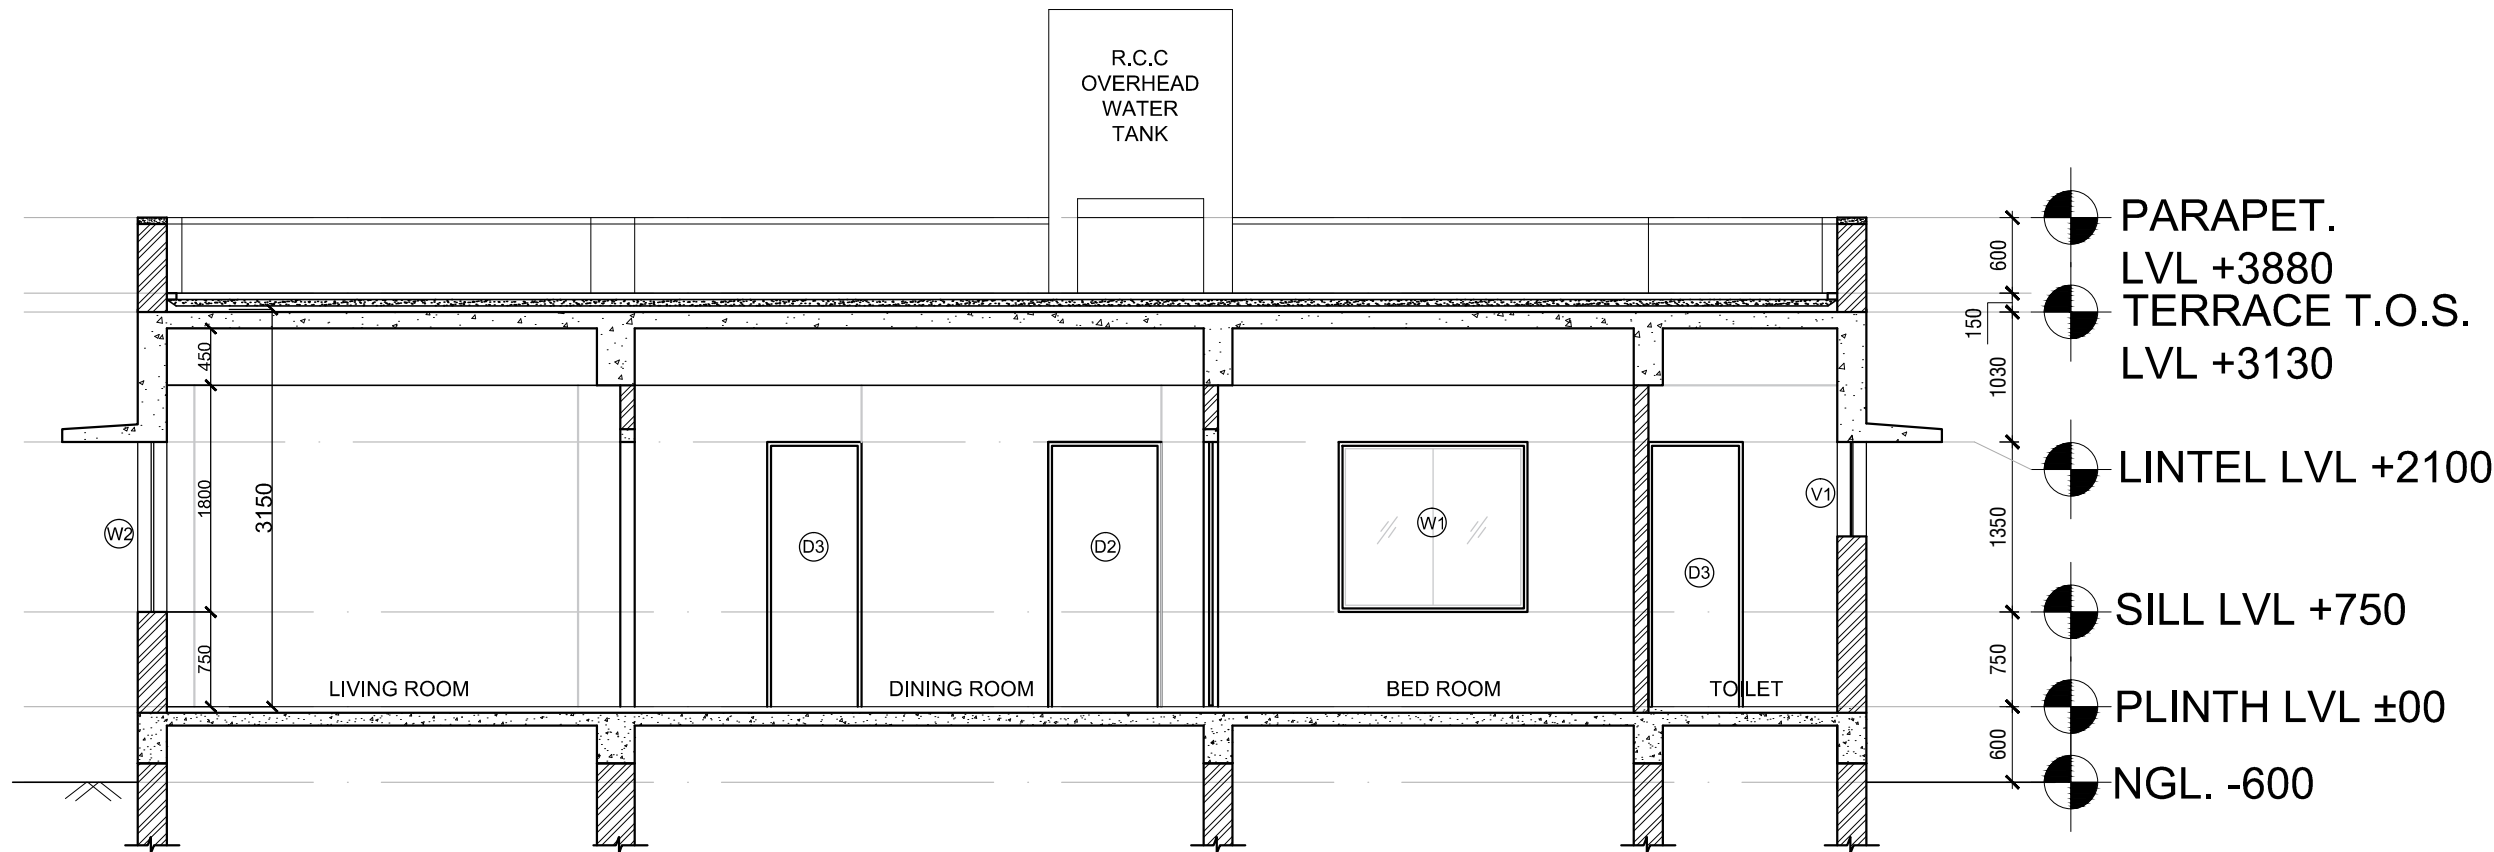 R.C.C
OVERHEAD
WATER
TANK
PARAPET.
LVL +3880
600
TERRACE T.O.S.
LVL +3130
150
450
1030
LINTEL LVL +2100
1800
3150
W2
D3
D2
W1
D3
V1
1350
SILL LVL +750
750
750
LIVING ROOM
DINING ROOM
BED ROOM
TOILET
PLINTH LVL ±00
600
NGL. -600